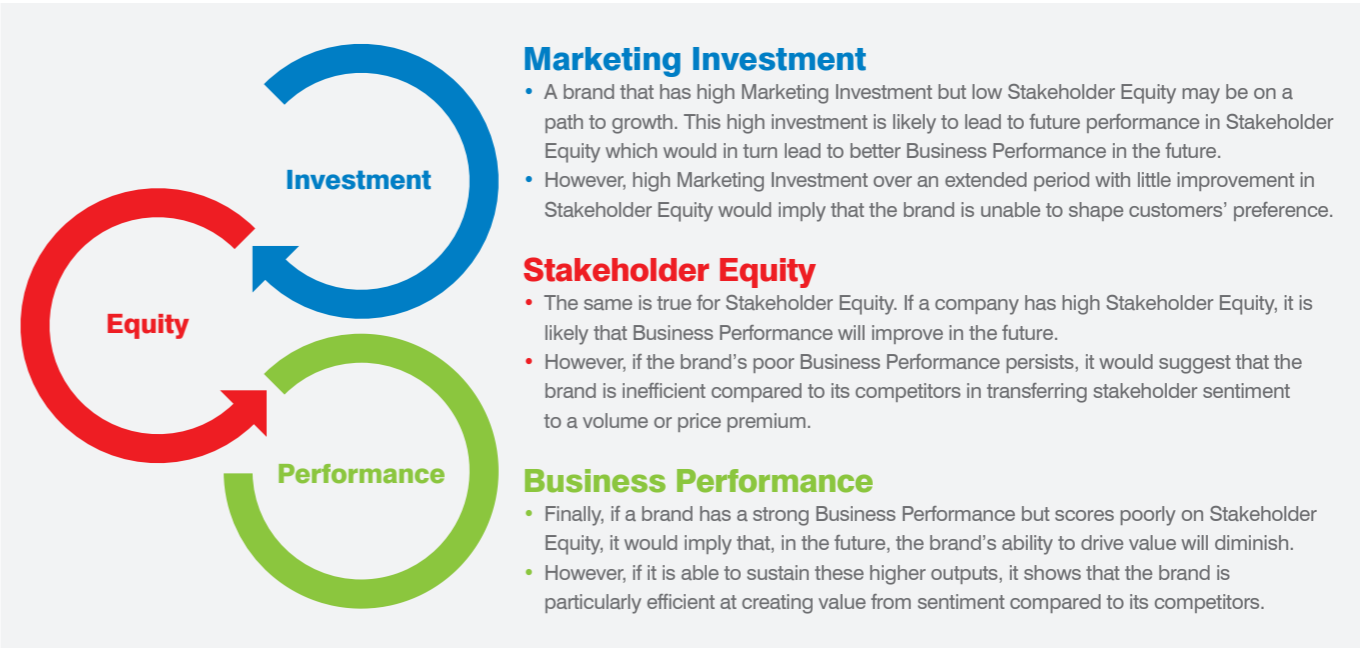 Investment
Equity
Performance
Marketing Investment
• A brand that has high Marketing Investment but low Stakeholder Equity may be on a
path to growth. This high investment is likely to lead to future performance in Stakeholder
Equity which would in turn lead to better Business Performance in the future.
• However, high Marketing Investment over an extended period with little improvement in
Stakeholder Equity would imply that the brand is unable to shape customers’ preference.
Stakeholder Equity
• The same is true for Stakeholder Equity. If a company has high Stakeholder Equity, it is
likely that Business Performance will improve in the future.
• However, if the brand’s poor Business Performance persists, it would suggest that the
brand is inefficient compared to its competitors in transferring stakeholder sentiment
to a volume or price premium.
Business Performance
• Finally, if a brand has a strong Business Performance but scores poorly on Stakeholder
Equity, it would imply that, in the future, the brand’s ability to drive value will diminish.
• However, if it is able to sustain these higher outputs, it shows that the brand is
particularly efficient at creating value from sentiment compared to its competitors.